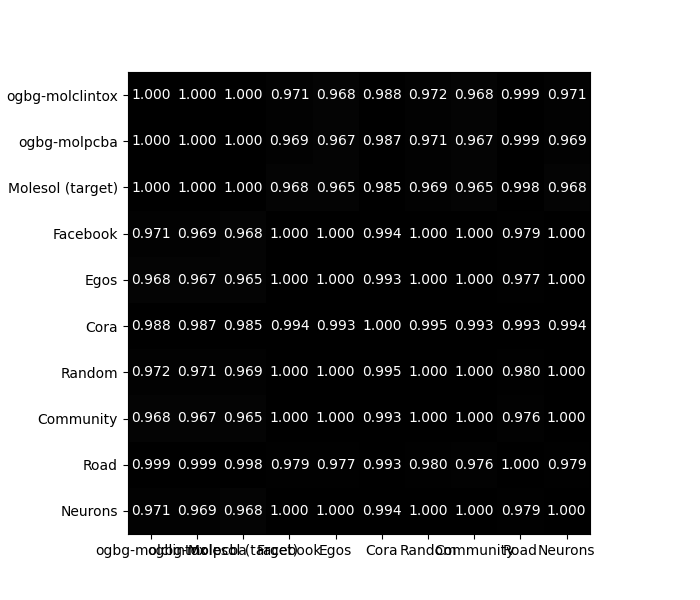 ogbg-molclintox 1.000 1.000 1.000 0.971 0.968 0.988 0.972 0.968 0.999 0.971
ogbg-molpcba 1.000 1.000 1.000 0.969 0.967 0.987 0.971 0.967 0.999 0.969
Molesol (target) 1.000 1.000 1.000 0.968 0.965 0.985 0.969 0.965 0.998 0.968
Facebook 0.971 0.969 0.968 1.000 1.000 0.994 1.000 1.000 0.979 1.000
Egos 0.968 0.967 0.965 1.000 1.000 0.993 1.000 1.000 0.977 1.000
Cora 0.988 0.987 0.985 0.994 0.993 1.000 0.995 0.993 0.993 0.994
Random 0.972 0.971 0.969 1.000 1.000 0.995 1.000 1.000 0.980 1.000
Community 0.968 0.967 0.965 1.000 1.000 0.993 1.000 1.000 0.976 1.000
Road 0.999 0.999 0.998 0.979 0.977 0.993 0.980 0.976 1.000 0.979
Neurons 0.971 0.969 0.968 1.000 1.000 0.994 1.000 1.000 0.979 1.000
ogbg-molclintox ogbg-molpcba Molesol (target) Facebook Egos Cora Random Community Road Neurons